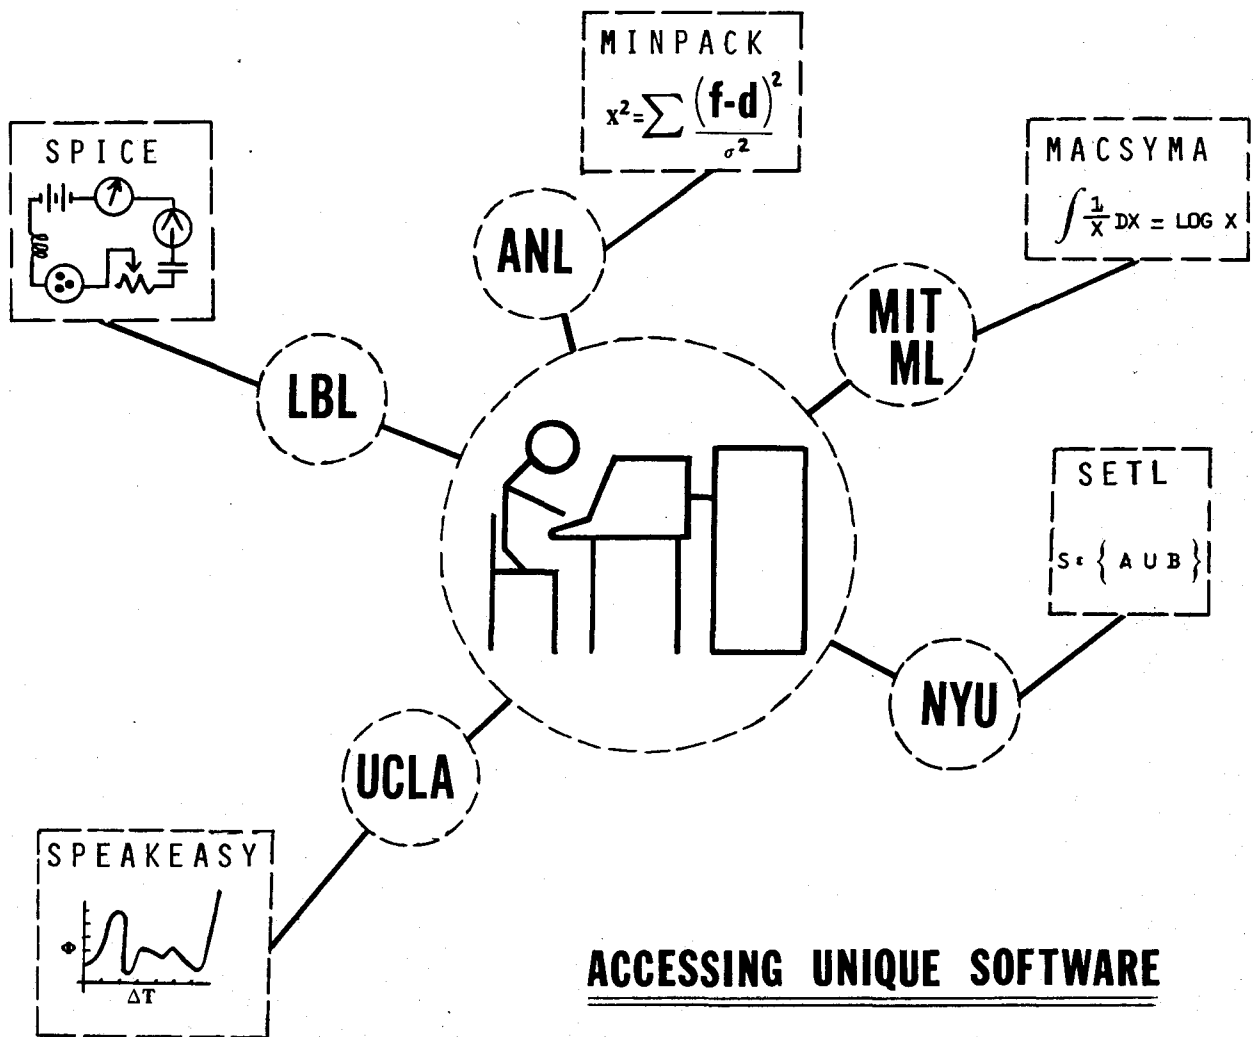 MINPACK
x²=∑ (f-d)²/σ²
SPICE
MACSYMA
∫ 1/X DX = LOG X
ANL
MIT
ML
LBL
SETL
S ϵ { A U B }
NYU
UCLA
SPEAKEASY
Φ
ΔT
ACCESSING UNIQUE SOFTWARE